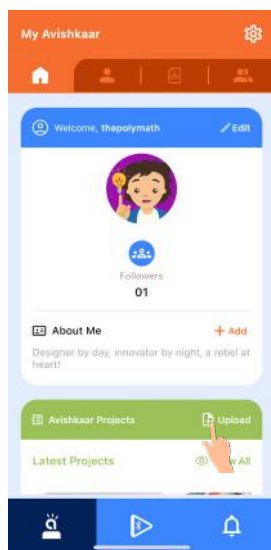 My Avishkaar
Welcome, thepolymath
Edit
Followers
01
About Me
+ Add
Designer by day, innovator by night, a rebel at
heart!
Avishkaar Projects
Upload
Latest Projects
All